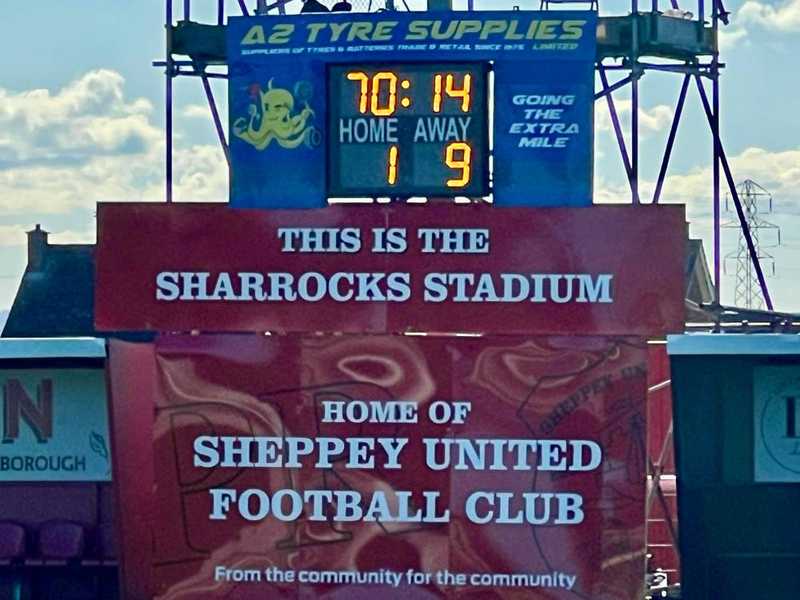 A2 TYRE SUPPLIES
SUPPLIERS OF TYRES & BATTERIES TRADE & RETAIL SINCE 1975 LIMITED
70:14
HOME AWAY
1 9
GOING
THE
EXTRA
MILE
THIS IS THE
SHARROCKS STADIUM
N
BOROUGH
HOME OF
SHEPPEY UNITED
FOOTBALL CLUB
SHEPPEY UN
From the community for the community